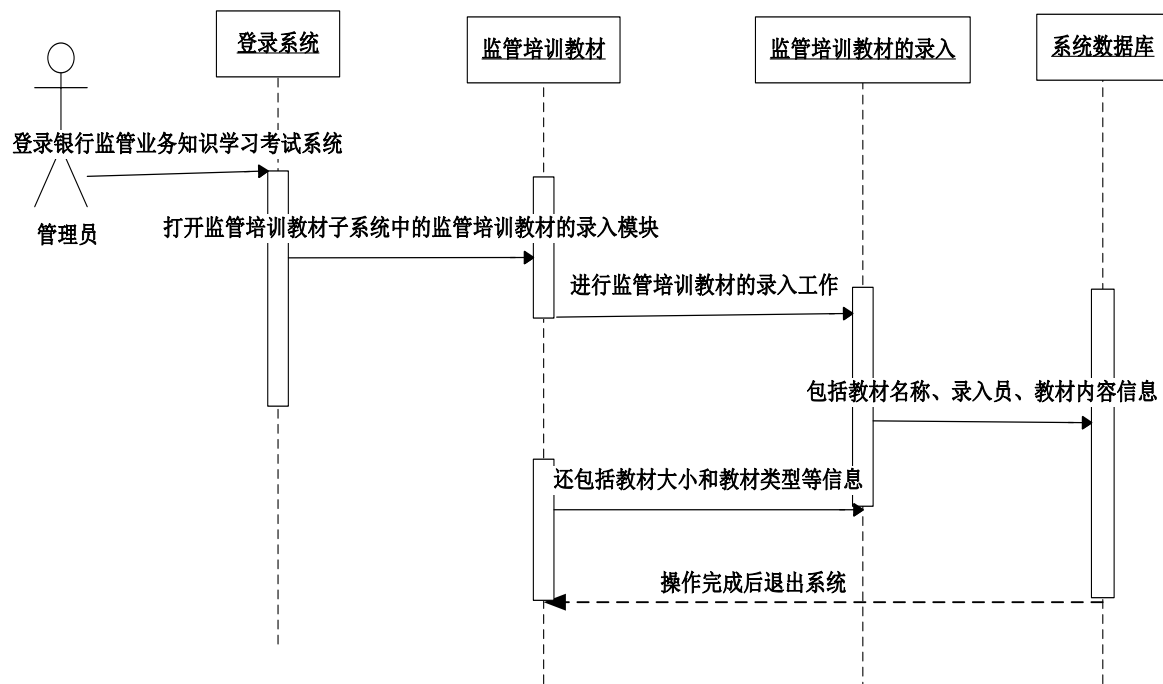 登录系统
监管培训教材
监管培训教材的录入
系统数据库
登录银行监管业务知识学习考试系统
管理员
打开监管培训教材子系统中的监管培训教材的录入模块
进行监管培训教材的录入工作
包括教材名称、录入员、教材内容信息
还包括教材大小和教材类型等信息
操作完成后退出系统